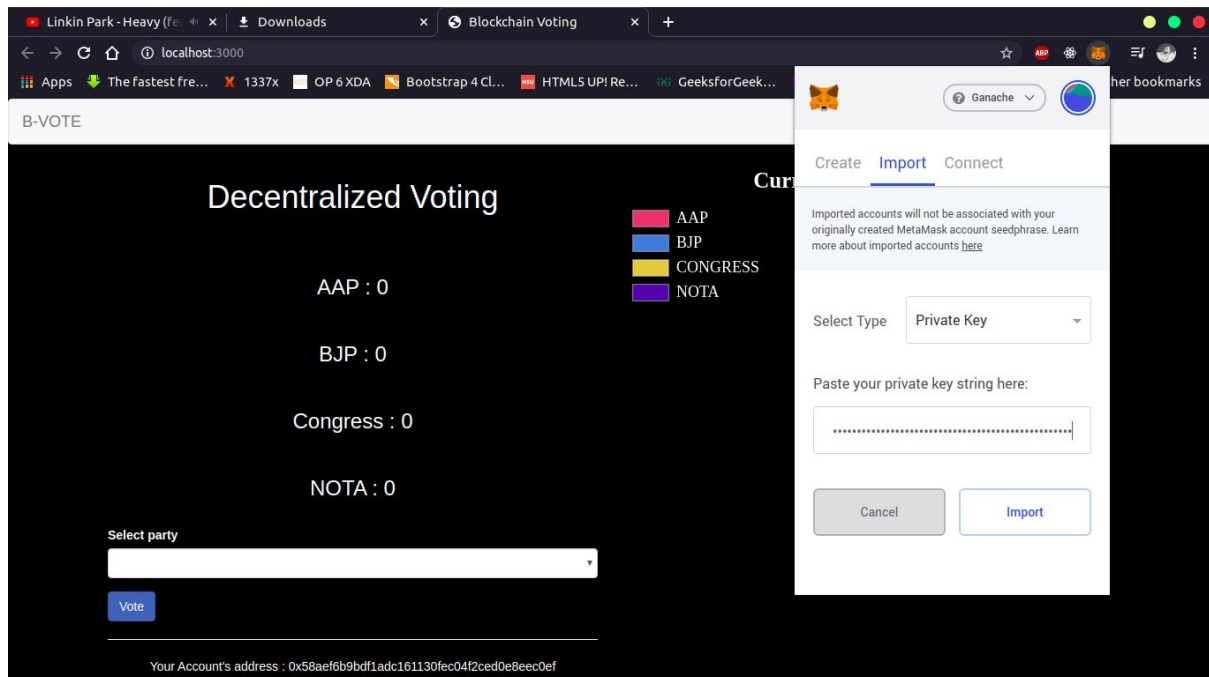 Linkin Park - Heavy (fe
Downloads
Blockchain Voting
localhost:3000
ABP
Apps
The fastest fre...
1337x
OP 6 XDA
Bootstrap 4 Cl...
HTML5 UP! Re...
GeeksforGeek...
her bookmarks
B-VOTE
Decentralized Voting
AAP : 0
BJP : 0
Congress : 0
NOTA : 0
Select party
Vote
Your Account's address : 0x58aef6b9bdf1adc161130fec04f2ced0e8eec0ef
Curr
AAP
BJP
CONGRESS
NOTA
Ganache
Create Import Connect
Imported accounts will not be associated with your
originally created MetaMask account seedphrase. Learn
more about imported accounts here
Select Type
Private Key
Paste your private key string here:
Cancel
Import